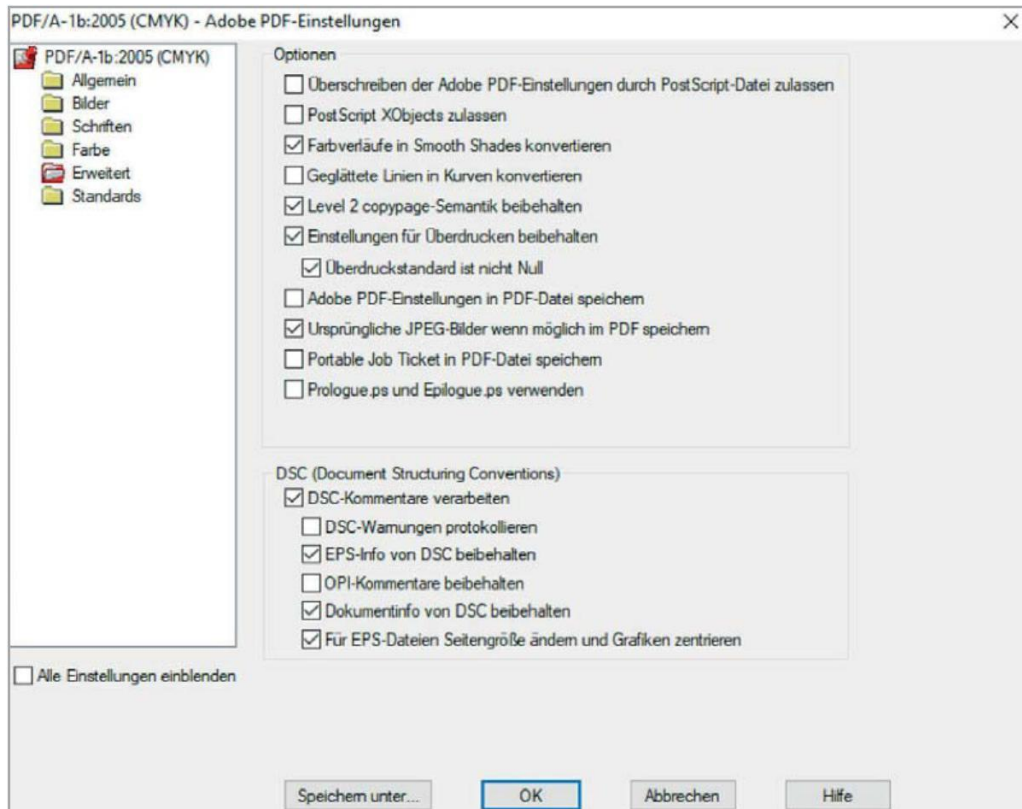 PDF/A-1b:2005 (CMYK) - Adobe PDF-Einstellungen
PDF/A-1b:2005 (CMYK)
Allgemein
Bilder
Schriften
Farbe
Erweitert
Standards
Alle Einstellungen einblenden
Optionen
Überschreiben der Adobe PDF-Einstellungen durch PostScript-Datei zulassen
PostScript XObjects zulassen
Farbverläufe in Smooth Shades konvertieren
Geglättete Linien in Kurven konvertieren
Level 2 copypage-Semantik beibehalten
Einstellungen für Überdrucken beibehalten
Überdruckstandard ist nicht Null
Adobe PDF-Einstellungen in PDF-Datei speichern
Ursprüngliche JPEG-Bilder wenn möglich im PDF speichern
Portable Job Ticket in PDF-Datei speichern
Prologue.ps und Epilogue.ps verwenden
DSC (Document Structuring Conventions)
DSC-Kommentare verarbeiten
DSC-Warnungen protokollieren
EPS-Info von DSC beibehalten
OPI-Kommentare beibehalten
Dokumentinfo von DSC beibehalten
Für EPS-Dateien Seitengröße ändern und Grafiken zentrieren
Speichern unter...
OK
Abbrechen
Hilfe